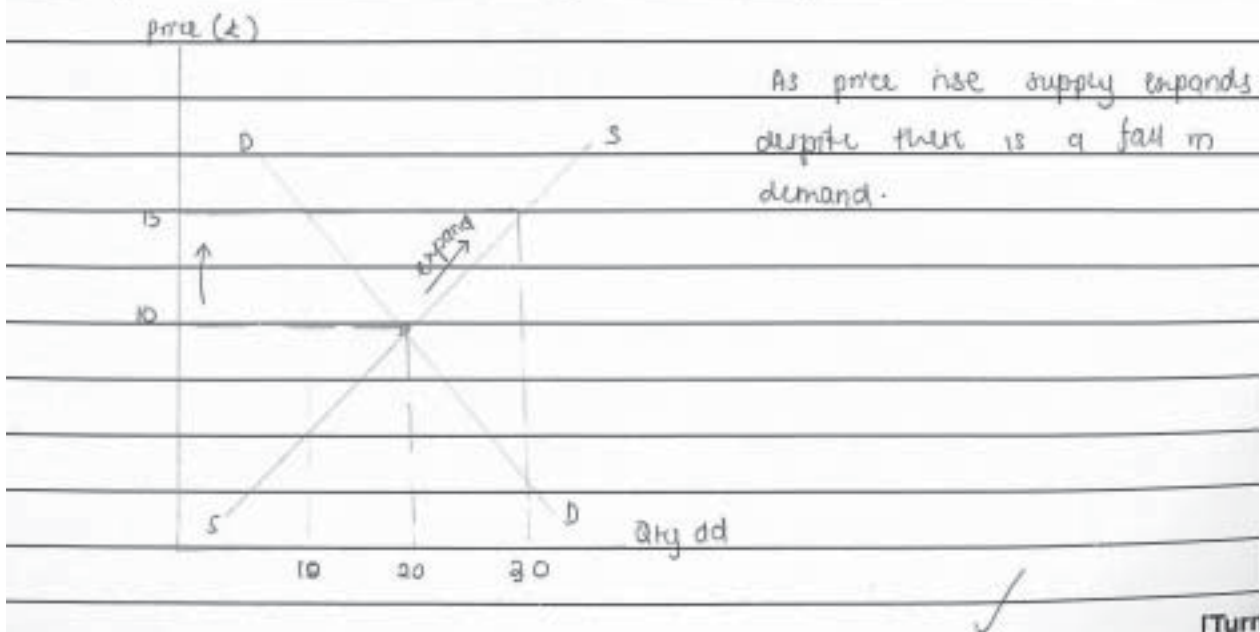 price (£)
As price rise supply expands
D
S
despite there is a fall in
demand.
15
expand
10
S
D
Qty dd
10 20 30
[Turn